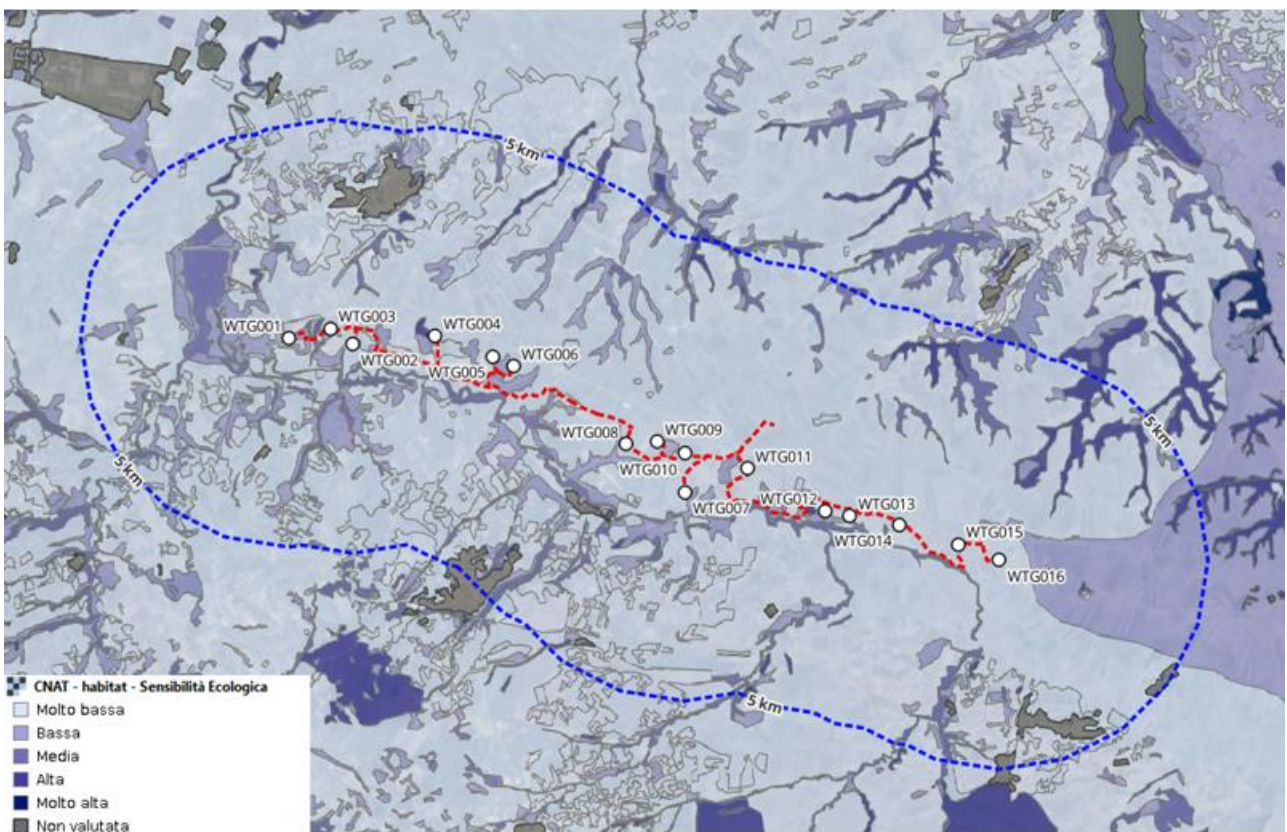 5 km
WTG003
WTG001
WTG004
WTG002
WTG005
WTG006
WTG009
WTG008
5 km
WTG010
WTG011
5 km
WTG012
WTG013
WTG007
WTG014
WTG015
WTG016
5 km
CNAT - habitat - Sensibilità Ecologica
Molto bassa
Bassa
Media
Alta
Molto alta
Non valutata